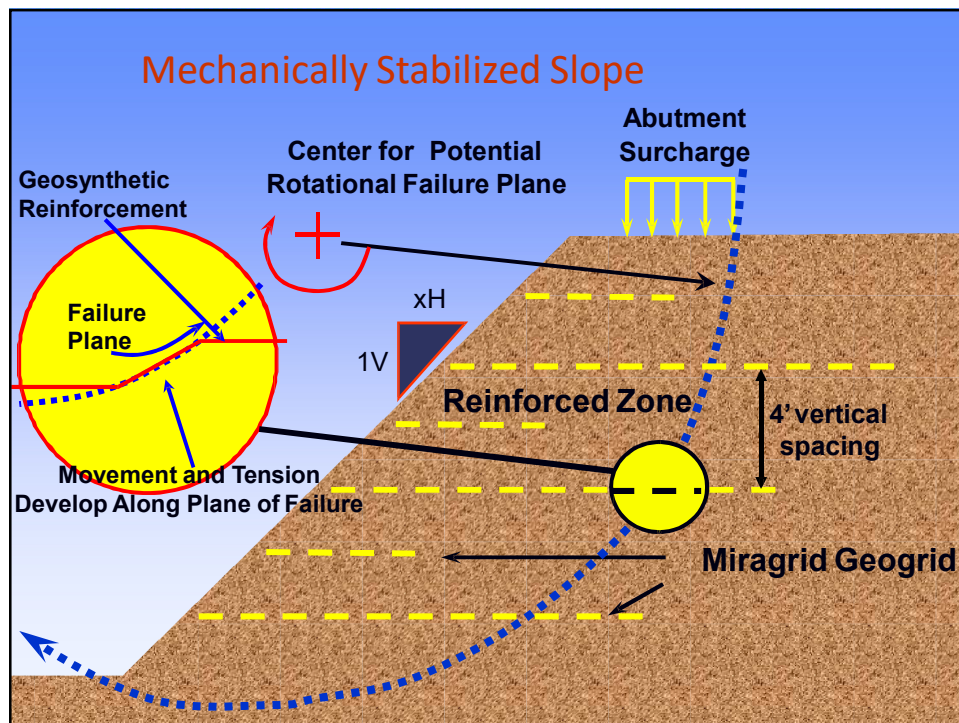 Mechanically Stabilized Slope
Abutment
Surcharge
Center for Potential
Rotational Failure Plane
Geosynthetic
Reinforcement
xH
Failure
Plane
1V
Reinforced Zone
4' vertical
spacing
Movement and Tension
Develop Along Plane of Failure
Miragrid Geogrid